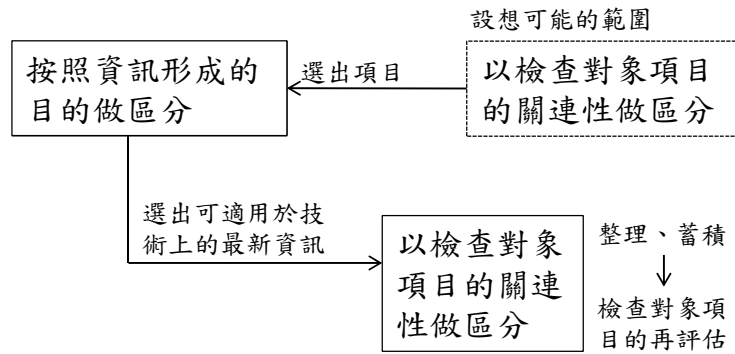 設想可能的範圍
按照資訊形成的
目的做區分
選出項目
以檢查對象項目
的關連性做區分
選出可適用於技
術上的最新資訊
以檢查對象
項目的關連
性做區分
整理、蓄積
檢查對象項
目的再評估